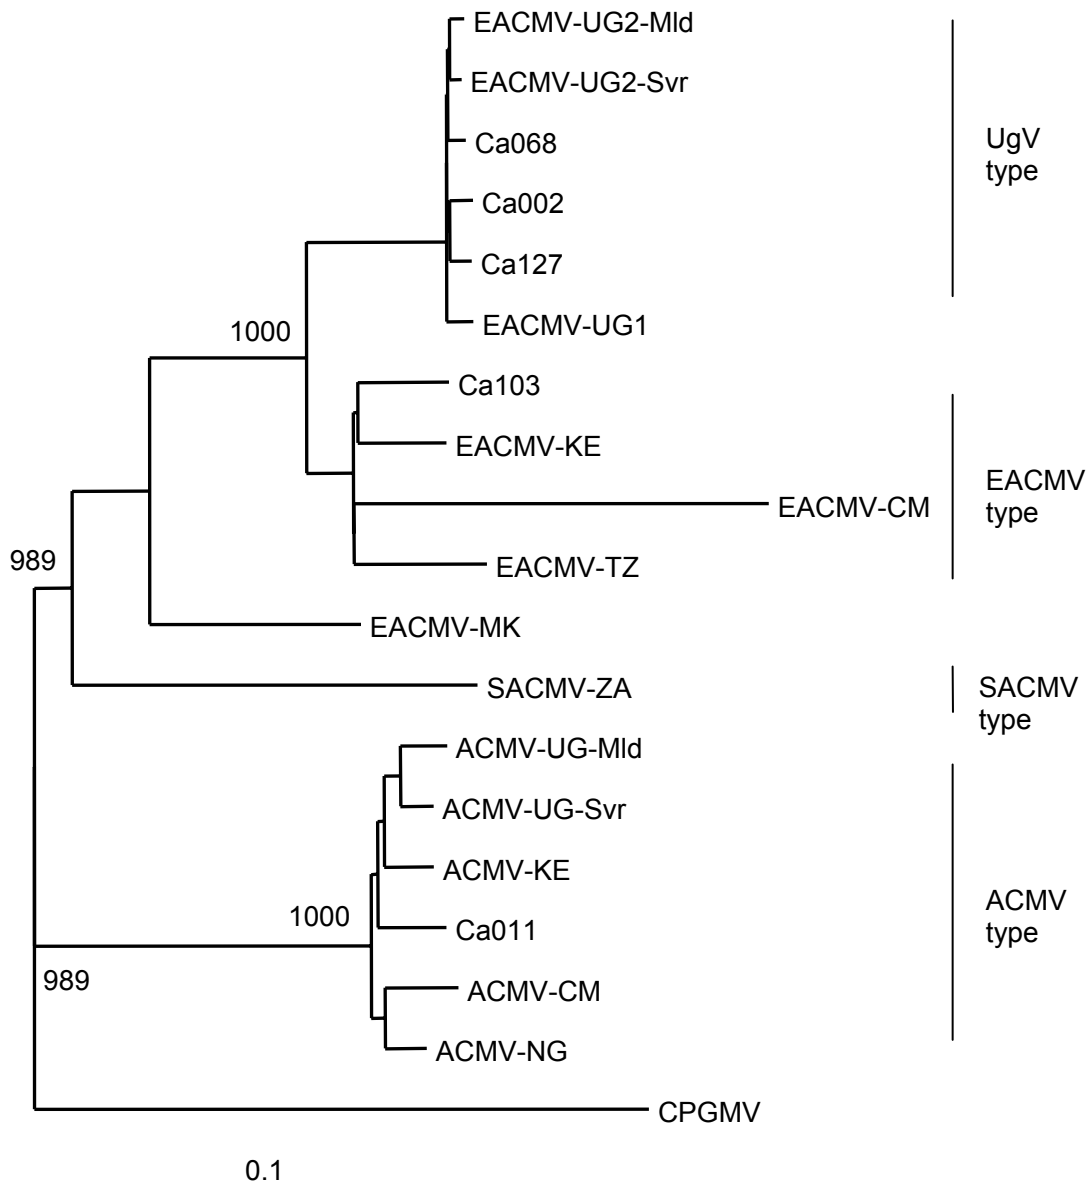 EACMV-UG2-Mld
EACMV-UG2-Svr
Ca068
Ca002
Ca127
EACMV-UG1
UgV
type
1000
Ca103
EACMV-KE
EACMV-CM
EACMV-TZ
EACMV
type
989
EACMV-MK
SACMV-ZA
SACMV
type
ACMV-UG-Mld
ACMV-UG-Svr
ACMV-KE
Ca011
ACMV-CM
ACMV-NG
ACMV
type
1000
989
CPGMV
0.1